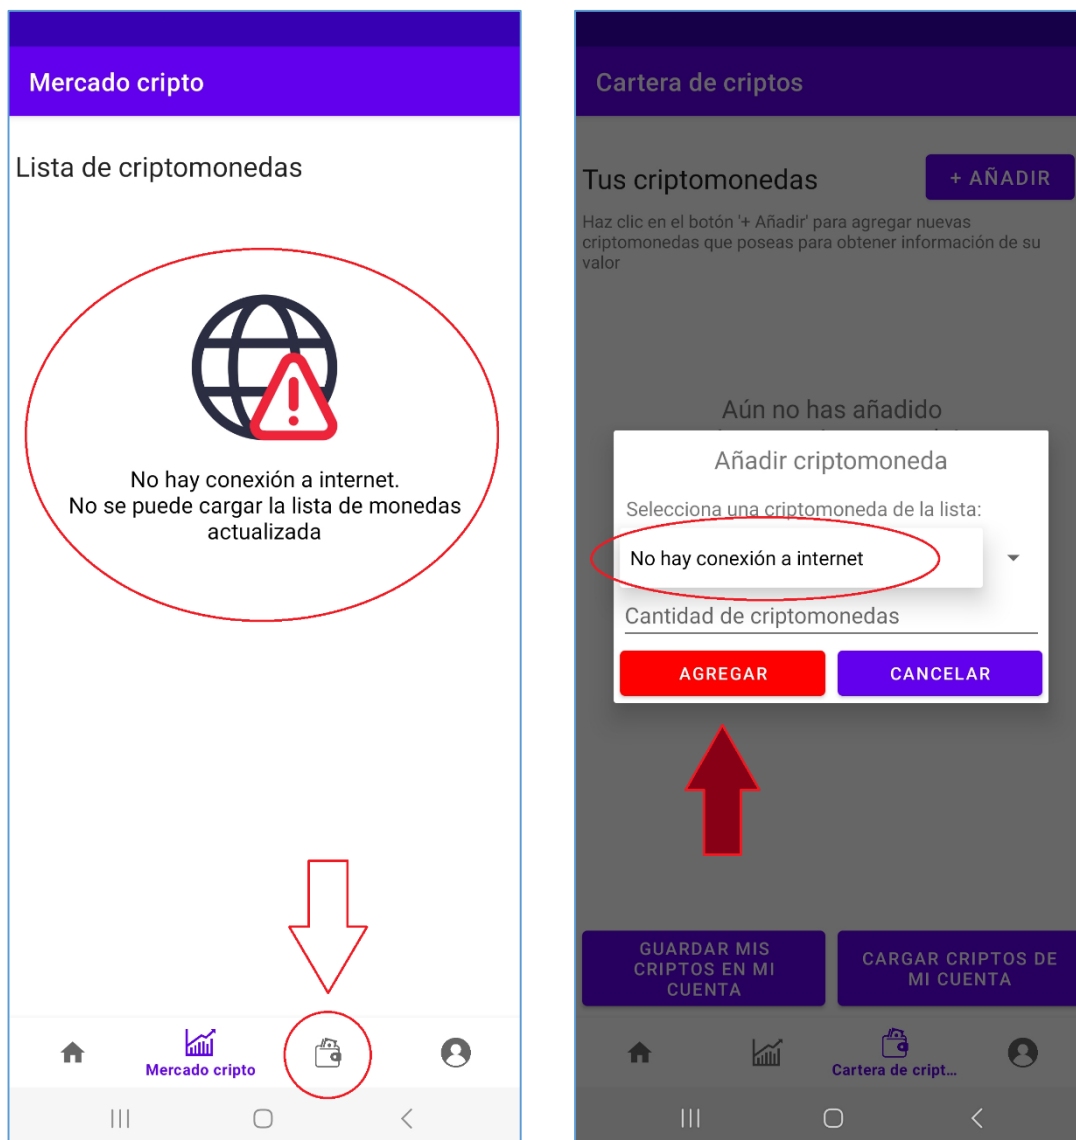 Mercado cripto
Lista de criptomonedas
No hay conexión a internet.
No se puede cargar la lista de monedas
actualizada
Mercado cripto
Cartera de criptos
Tus criptomonedas
+ AÑADIR
Haz clic en el botón '+ Añadir' para agregar nuevas
criptomonedas que poseas para obtener información de su
valor
Aún no has añadido
Añadir criptomoneda
Selecciona una criptomoneda de la lista:
No hay conexión a internet
Cantidad de criptomonedas
AGREGAR
CANCELAR
GUARDAR MIS
CRIPTOS EN MI
CUENTA
CARGAR CRIPTOS DE
MI CUENTA
Cartera de cript...